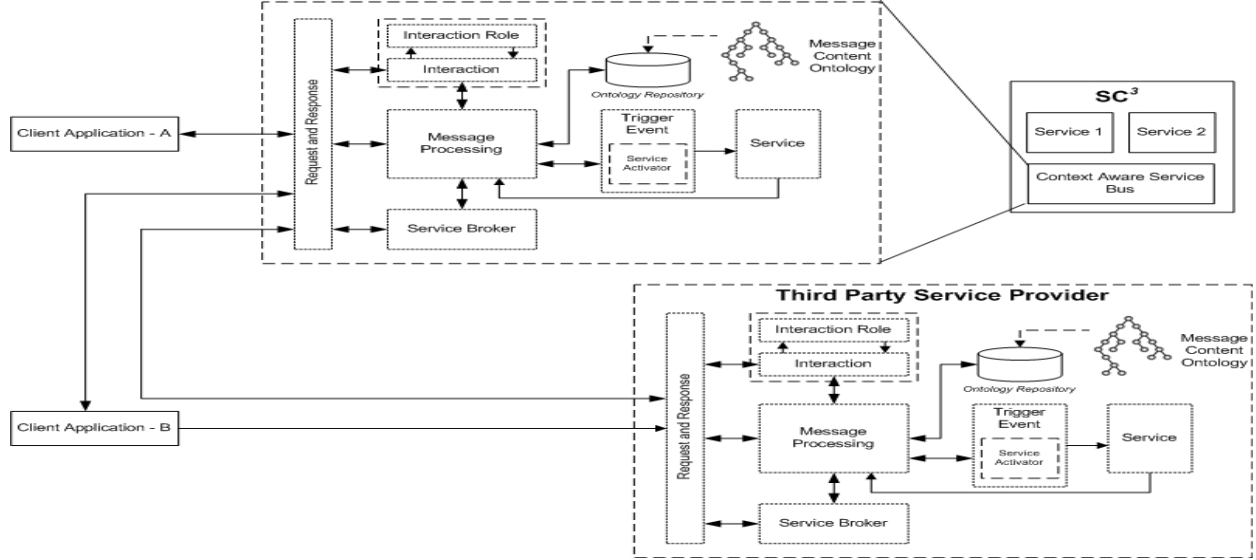 Client Application - A
Client Application - B
Request and Response
Interaction Role
Interaction
Message
Processing
Service Broker
Ontology Repository
Message
Content
Ontology
Trigger
Event
Service
Activator
Service
SC³
Service 1
Service 2
Context Aware Service
Bus
Third Party Service Provider
Request and Response
Interaction Role
Interaction
Message
Processing
Service Broker
Ontology Repository
Message
Content
Ontology
Trigger
Event
Service
Activator
Service